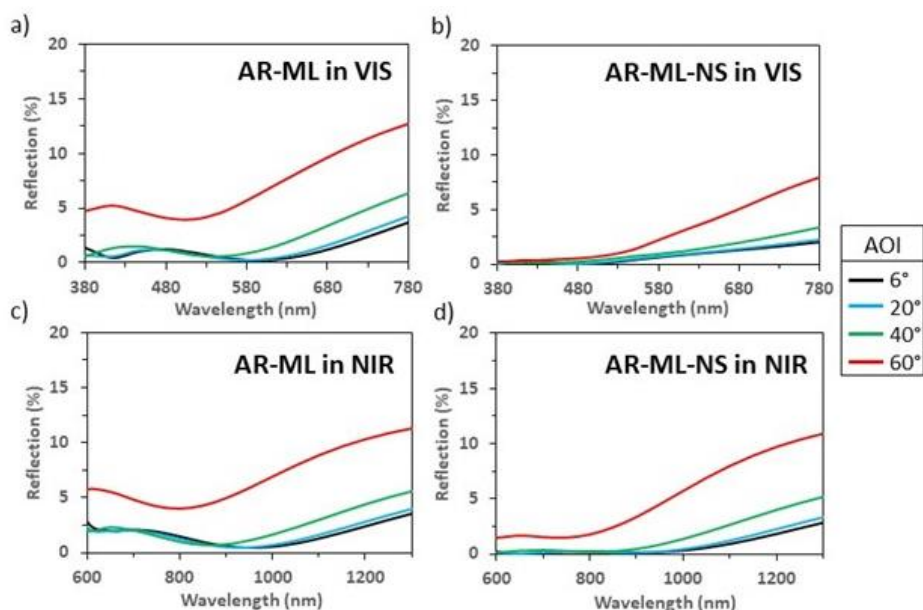 a)
AR-ML in VIS
Reflection (%)
20
15
10
5
0
380
480
580
680
780
Wavelength (nm)
b)
AR-ML-NS in VIS
Reflection (%)
20
15
10
5
0
380
480
580
680
780
Wavelength (nm)
AOI
6°
20°
40°
60°
c)
AR-ML in NIR
Reflection (%)
20
15
10
5
0
600
800
1000
1200
Wavelength (nm)
d)
AR-ML-NS in NIR
Reflection (%)
20
15
10
5
0
600
800
1000
1200
Wavelength (nm)